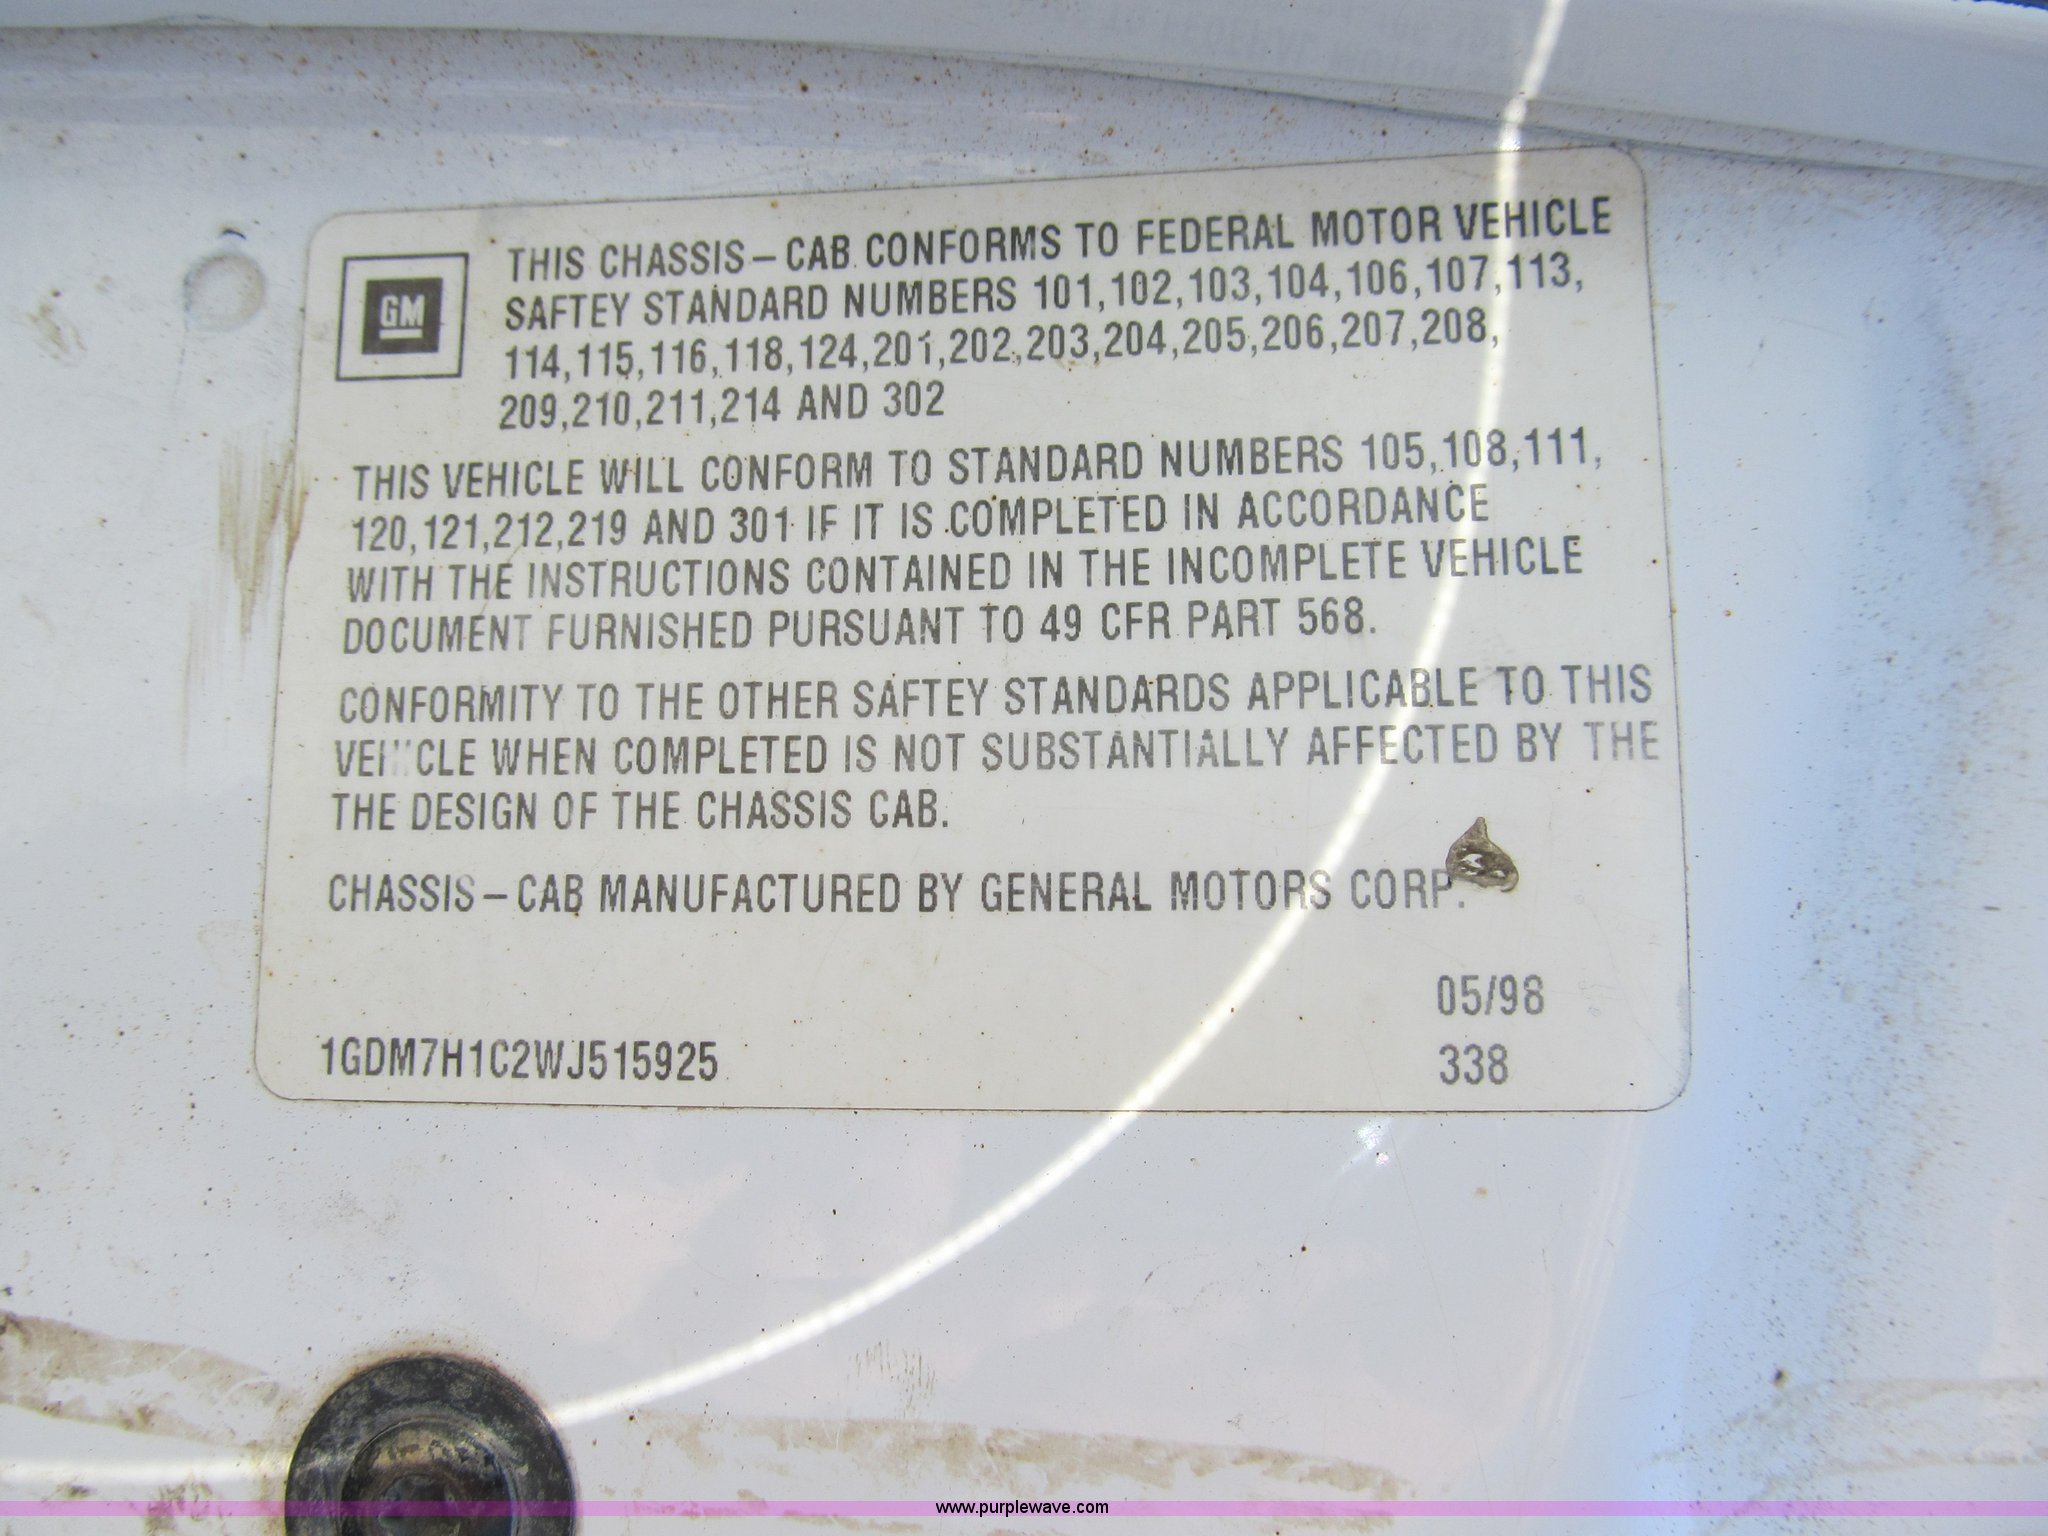 GM
THIS CHASSIS – CAB CONFORMS TO FEDERAL MOTOR VEHICLE
SAFTEY STANDARD NUMBERS 101,102,103,104,106,107,113,
114,115,116,118,124,201,202,203,204,205,206,207,208,
209,210,211,214 AND 302
THIS VEHICLE WILL CONFORM TO STANDARD NUMBERS 105,108,111,
120,121,212,219 AND 301 IF IT IS COMPLETED IN ACCORDANCE
WITH THE INSTRUCTIONS CONTAINED IN THE INCOMPLETE VEHICLE
DOCUMENT FURNISHED PURSUANT TO 49 CFR PART 568.
CONFORMITY TO THE OTHER SAFTEY STANDARDS APPLICABLE TO THIS
VEHICLE WHEN COMPLETED IS NOT SUBSTANTIALLY AFFECTED BY THE
THE DESIGN OF THE CHASSIS CAB.
CHASSIS – CAB MANUFACTURED BY GENERAL MOTORS CORP.
05/98
1GDM7H1C2WJ515925
338
www.purplewave.com